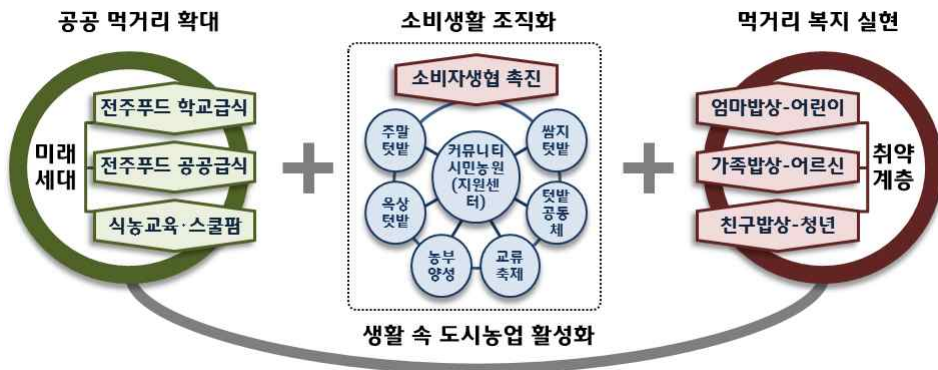 공공 먹거리 확대
소비생활 조직화
먹거리 복지 실현
미래
세대
전주푸드 학교급식
전주푸드 공공급식
식농교육·스쿨팜
소비자생협 촉진
주말
텃밭
쌈지
텃밭
커뮤니티
시민농원
(지원센
터)
옥상
텃밭
텃밭
공동
체
농부
양성
교류
축제
엄마밥상-어린이
가족밥상-어르신
친구밥상-청년
취약
계층
생활 속 도시농업 활성화